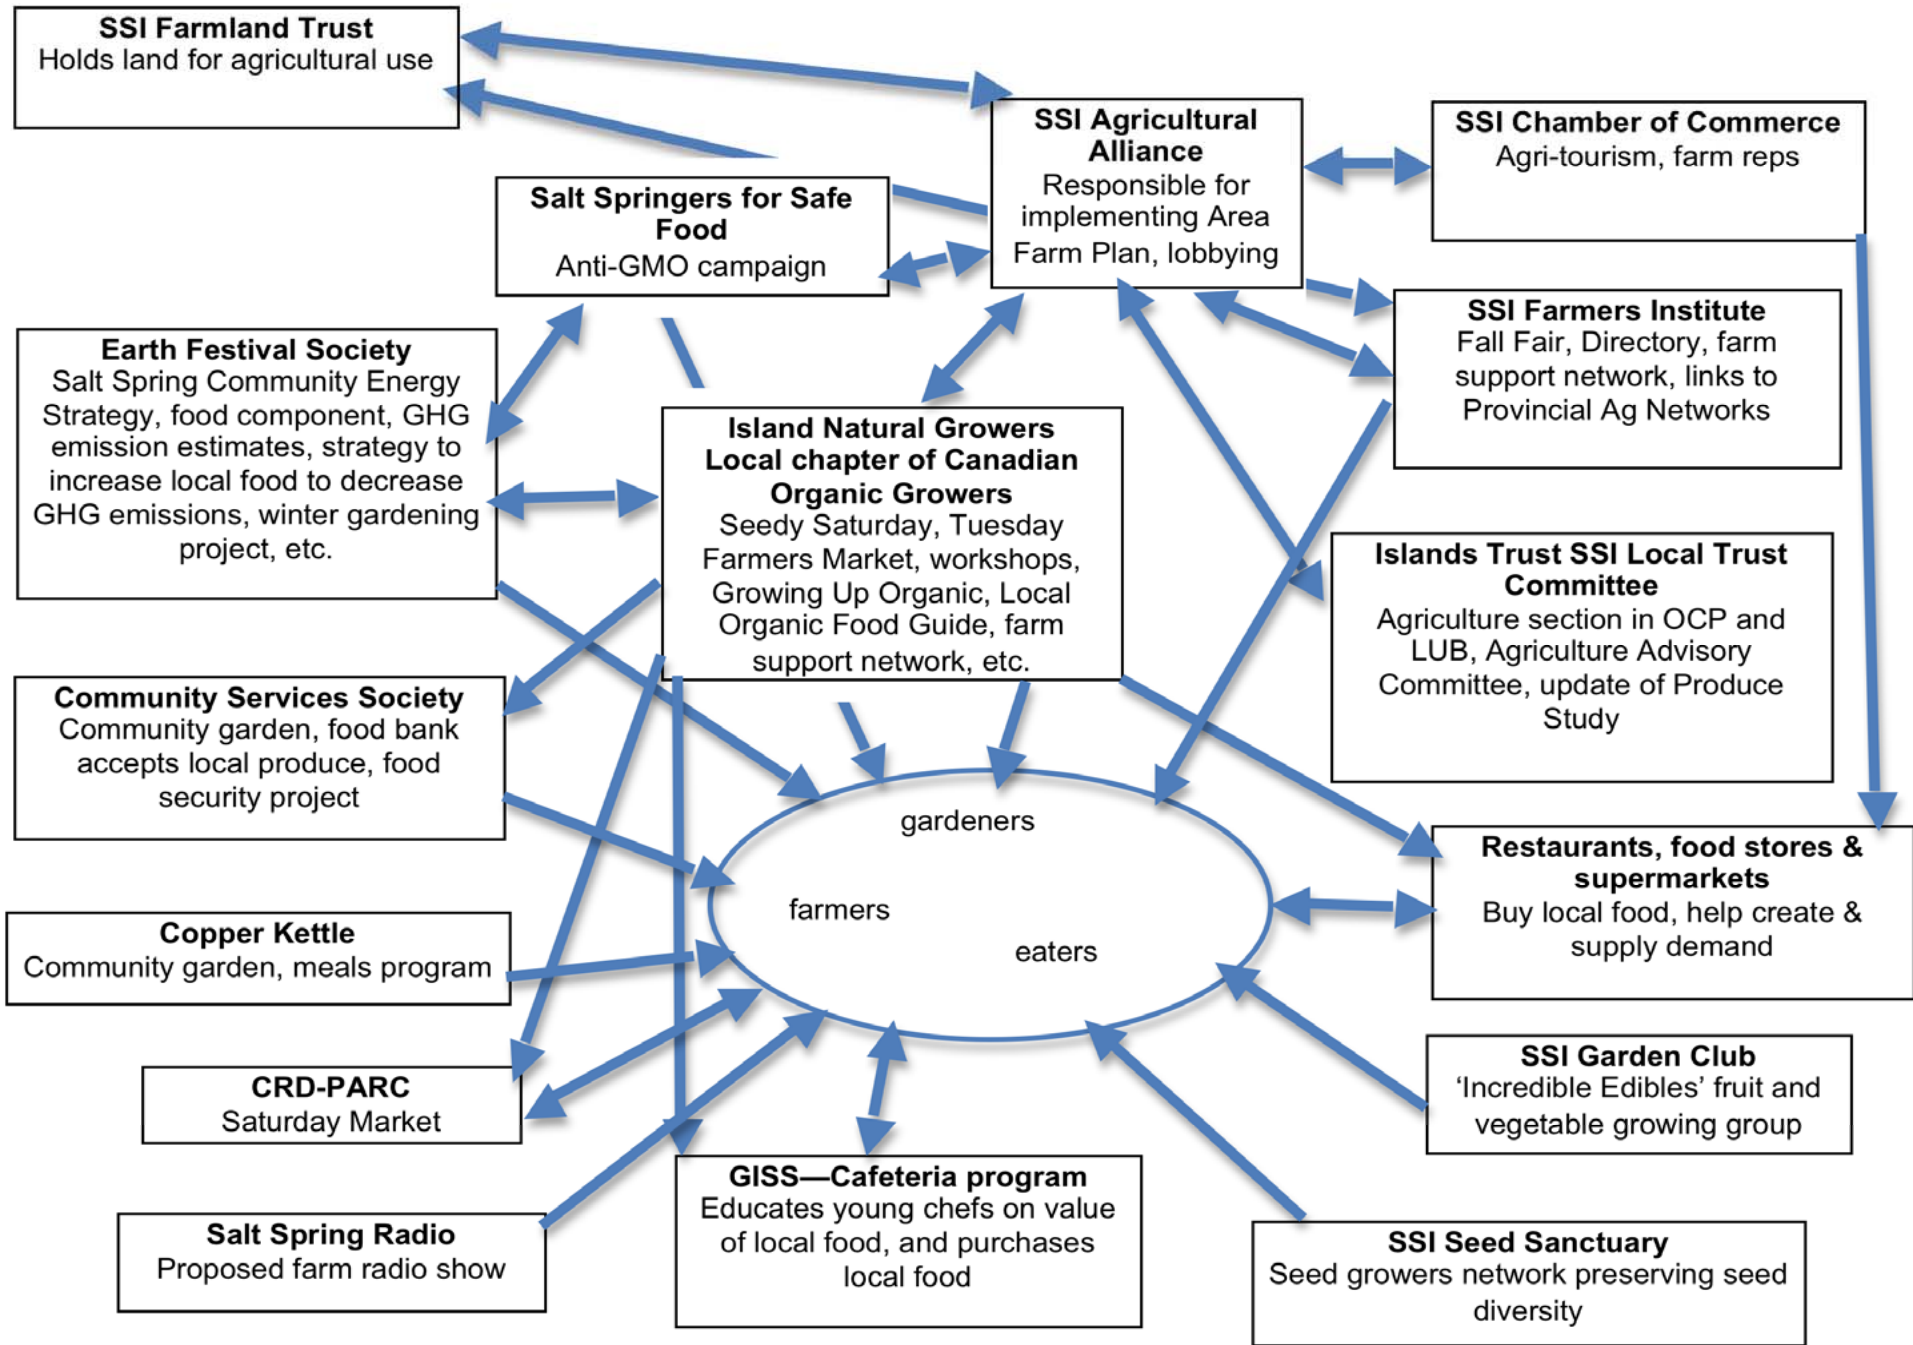 SSI Farmland Trust
Holds land for agricultural use
SSI Agricultural
Alliance
Responsible for
implementing Area
Farm Plan, lobbying
SSI Chamber of Commerce
Agri-tourism, farm reps
Salt Springers for Safe
Food
Anti-GMO campaign
SSI Farmers Institute
Fall Fair, Directory, farm
support network, links to
Provincial Ag Networks
Earth Festival Society
Salt Spring Community Energy
Strategy, food component, GHG
emission estimates, strategy to
increase local food to decrease
GHG emissions, winter gardening
project, etc.
Island Natural Growers
Local chapter of Canadian
Organic Growers
Seedy Saturday, Tuesday
Farmers Market, workshops,
Growing Up Organic, Local
Organic Food Guide, farm
support network, etc.
Islands Trust SSI Local Trust
Committee
Agriculture section in OCP and
LUB, Agriculture Advisory
Committee, update of Produce
Study
Community Services Society
Community garden, food bank
accepts local produce, food
security project
gardeners
farmers
eaters
Restaurants, food stores &
supermarkets
Buy local food, help create &
supply demand
Copper Kettle
Community garden, meals program
CRD-PARC
Saturday Market
SSI Garden Club
‘Incredible Edibles’ fruit and
vegetable growing group
GISS—Cafeteria program
Educates young chefs on value
of local food, and purchases
local food
Salt Spring Radio
Proposed farm radio show
SSI Seed Sanctuary
Seed growers network preserving seed
diversity